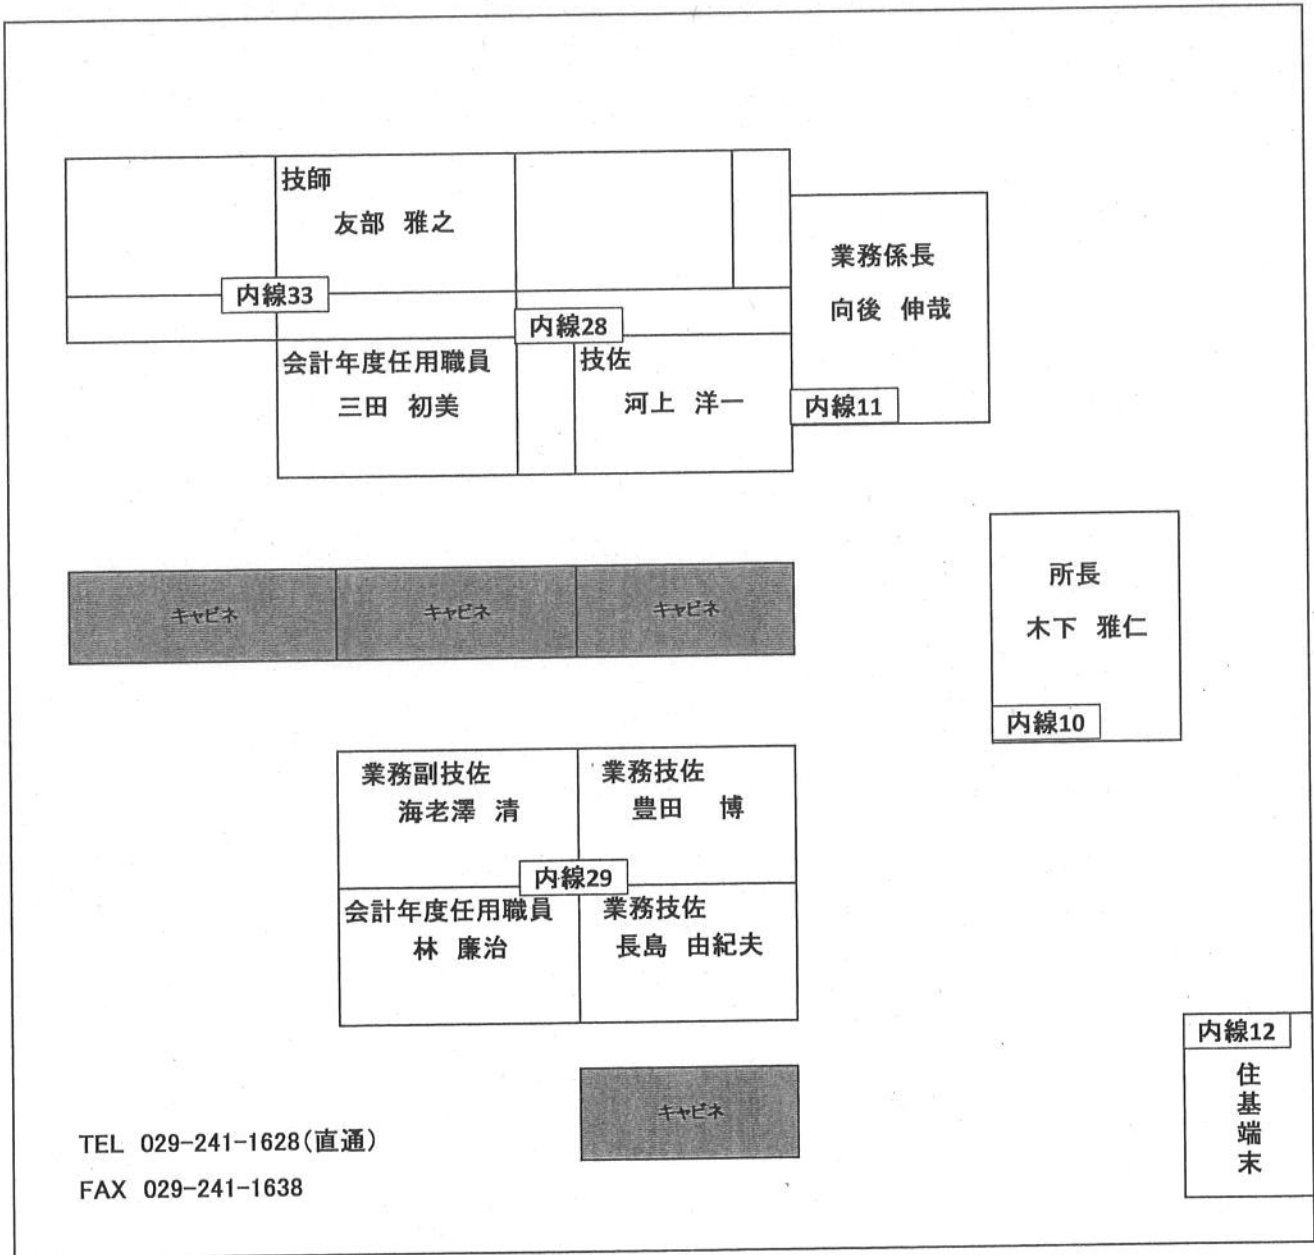 技師
友部 雅之
業務係長
向後 伸哉
内線33
内線28
会計年度任用職員
三田 初美
技佐
河上 洋一
内線11
キャビネ
キャビネ
キャビネ
所長
木下 雅仁
内線10
業務副技佐
海老澤 清
業務技佐
豊田 博
内線29
会計年度任用職員
林 廉治
業務技佐
長島 由紀夫
内線12
住基端末
キャビネ
TEL 029-241-1628(直通)
FAX 029-241-1638